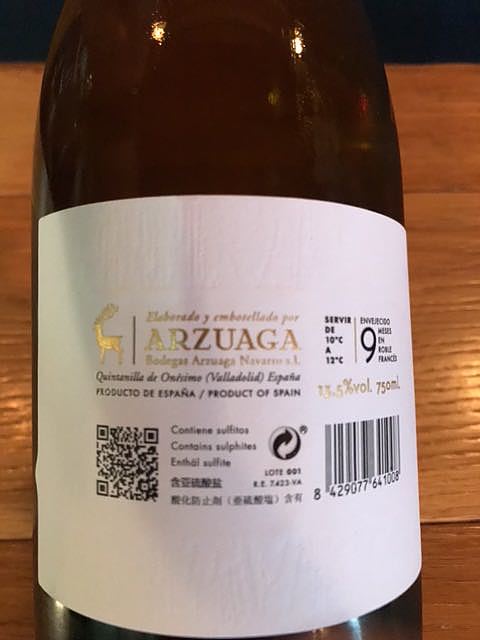 Elaborado y embotellado por
ARZUAGA
Bodegas Arzuaga Navarro s.l.
Quintanilla de Onésimo (Valladolid) España
PRODUCTO DE ESPAÑA / PRODUCT OF SPAIN
SERVIR
DE
10°C
A
12°C
ENVEJECIDO
9 MESES
EN
ROBLE
FRANCÉS
13,5%vol. 750ml.
Contiene sulfitos
Contains sulphites
Enthäl sulfite
含亚硫酸盐
酸化防止剤(亜硫酸塩)含有
LOTE 001
R.E. 7.423-VA
8 429077 641008